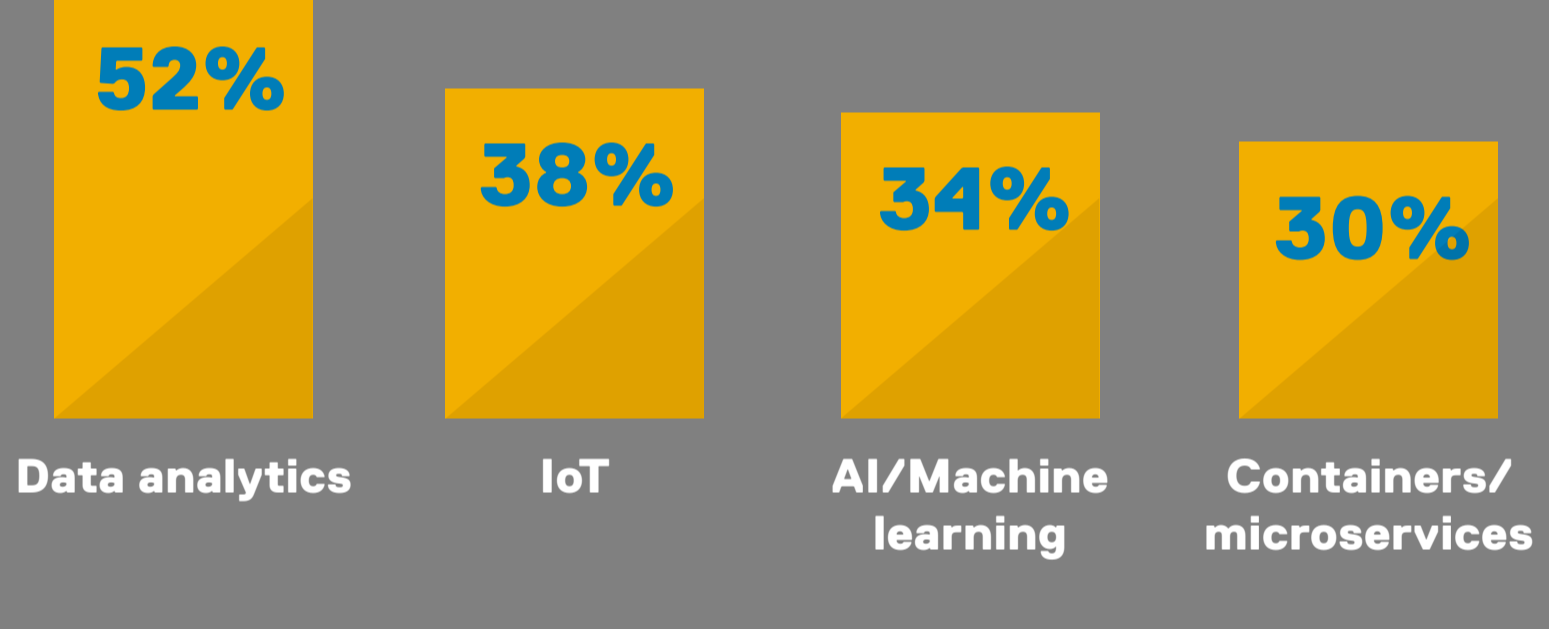 52%
38%
34%
30%
Data analytics
IoT
AI/Machine
learning
Containers/
microservices